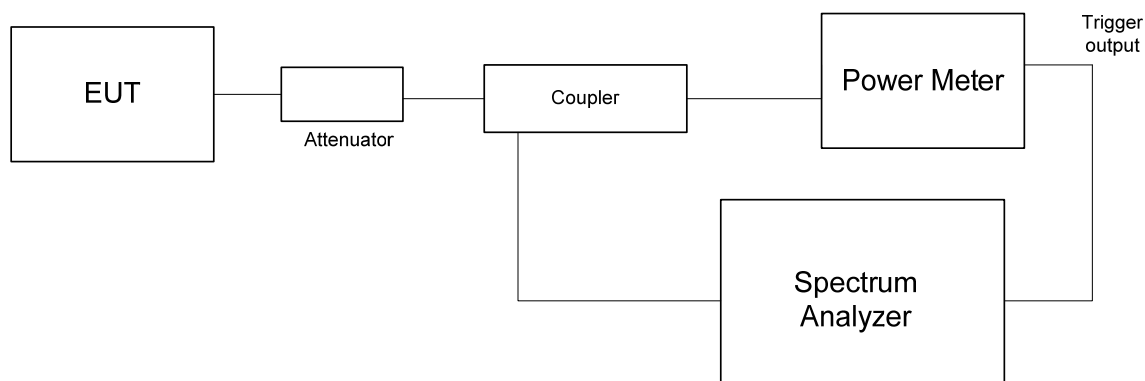 EUT
Attenuator
Coupler
Power Meter
Trigger
output
Spectrum
Analyzer